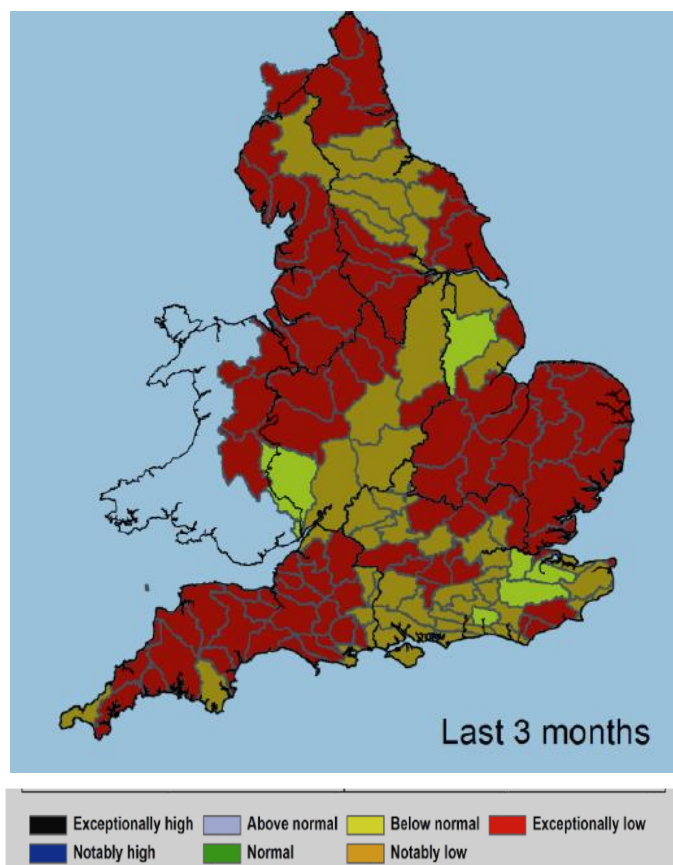 Last 3 months
Exceptionally high Above normal Below normal Exceptionally low
Notably high Normal Notably low